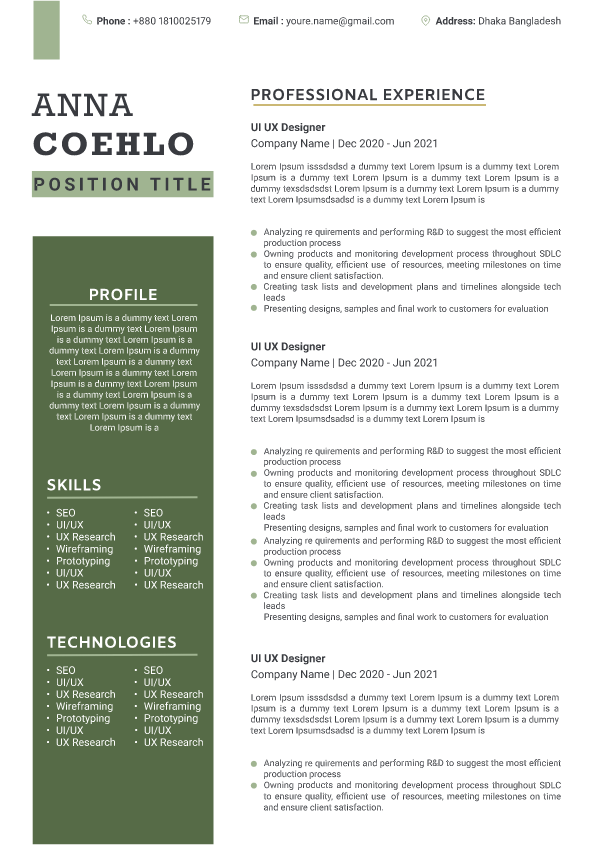 Phone : +880 1810025179
Email : youre.name@gmail.com
Address: Dhaka Bangladesh
ANNA
COEHLO
POSITION TITLE
PROFILE
Lorem Ipsum is a dummy text Lorem
Ipsum is a dummy text Lorem Ipsum
is a dummy text Lorem Ipsum is a
dummy text Lorem Ipsum is a dummy
text Lorem Ipsum is a dummy text
Lorem Ipsum is a dummy text Lorem
Ipsum is a dummy text Lorem Ipsum
is a dummy text Lorem Ipsum is a
dummy text Lorem Ipsum is a dummy
text Lorem Ipsum is a dummy text
Lorem Ipsum is a
SKILLS
• SEO
• UI/UX
• UX Research
• Wireframing
• Prototyping
• UI/UX
• UX Research
• SEO
• UI/UX
• UX Research
• Wireframing
• Prototyping
• UI/UX
• UX Research
TECHNOLOGIES
• SEO
• UI/UX
• UX Research
• Wireframing
• Prototyping
• UI/UX
• UX Research
• SEO
• UI/UX
• UX Research
• Wireframing
• Prototyping
• UI/UX
• UX Research
PROFESSIONAL EXPERIENCE
UI UX Designer
Company Name | Dec 2020 - Jun 2021
Lorem Ipsum isssdsdsd a dummy text Lorem Ipsum is a dummy text Lorem
Ipsum is a dummy text Lorem Ipsum is a dummy text Lorem Ipsum is a
dummy texsdsdsdst Lorem Ipsum is a dummy text Lorem Ipsum is a dummy
text Lorem Ipsumsdsadsd is a dummy text Lorem Ipsum is
Analyzing re quirements and performing R&D to suggest the most efficient
production process
Owning products and monitoring development process throughout SDLC
to ensure quality, efficient use of resources, meeting milestones on time
and ensure client satisfaction.
Creating task lists and development plans and timelines alongside tech
leads
Presenting designs, samples and final work to customers for evaluation
UI UX Designer
Company Name | Dec 2020 - Jun 2021
Lorem Ipsum isssdsdsd a dummy text Lorem Ipsum is a dummy text Lorem
Ipsum is a dummy text Lorem Ipsum is a dummy text Lorem Ipsum is a
dummy texsdsdsdst Lorem Ipsum is a dummy text Lorem Ipsum is a dummy
text Lorem Ipsumsdsadsd is a dummy text Lorem Ipsum is
Analyzing re quirements and performing R&D to suggest the most efficient
production process
Owning products and monitoring development process throughout SDLC
to ensure quality, efficient use of resources, meeting milestones on time
and ensure client satisfaction.
Creating task lists and development plans and timelines alongside tech
leads
Presenting designs, samples and final work to customers for evaluation
Analyzing re quirements and performing R&D to suggest the most efficient
production process
Owning products and monitoring development process throughout SDLC
to ensure quality, efficient use of resources, meeting milestones on time
and ensure client satisfaction.
Creating task lists and development plans and timelines alongside tech
leads
Presenting designs, samples and final work to customers for evaluation
UI UX Designer
Company Name | Dec 2020 - Jun 2021
Lorem Ipsum isssdsdsd a dummy text Lorem Ipsum is a dummy text Lorem
Ipsum is a dummy text Lorem Ipsum is a dummy text Lorem Ipsum is a
dummy texsdsdsdst Lorem Ipsum is a dummy text Lorem Ipsum is a dummy
text Lorem Ipsumsdsadsd is a dummy text Lorem Ipsum is
Analyzing re quirements and performing R&D to suggest the most efficient
production process
Owning products and monitoring development process throughout SDLC
to ensure quality, efficient use of resources, meeting milestones on time
and ensure client satisfaction.